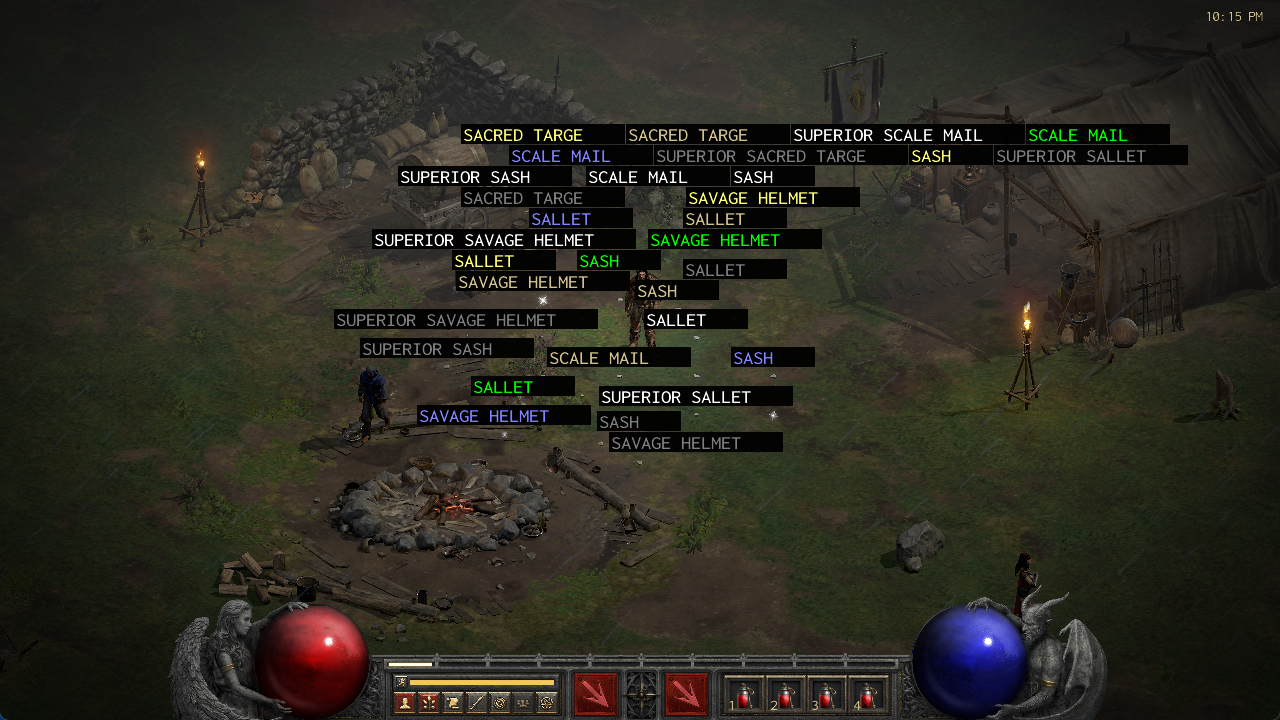 10:15 PM
SACRED TARGE SACRED TARGE SUPERIOR SCALE MAIL SCALE MAIL
SCALE MAIL SUPERIOR SACRED TARGE SASH SUPERIOR SALLET
SUPERIOR SASH SCALE MAIL SASH
SACRED TARGE SAVAGE HELMET
SALLET SALLET
SUPERIOR SAVAGE HELMET SAVAGE HELMET
SALLET SASH SALLET
SAVAGE HELMET SASH
SUPERIOR SAVAGE HELMET SALLET
SUPERIOR SASH SCALE MAIL SASH
SALLET SUPERIOR SALLET
SAVAGE HELMET SASH
SAVAGE HELMET
1 2 3 4